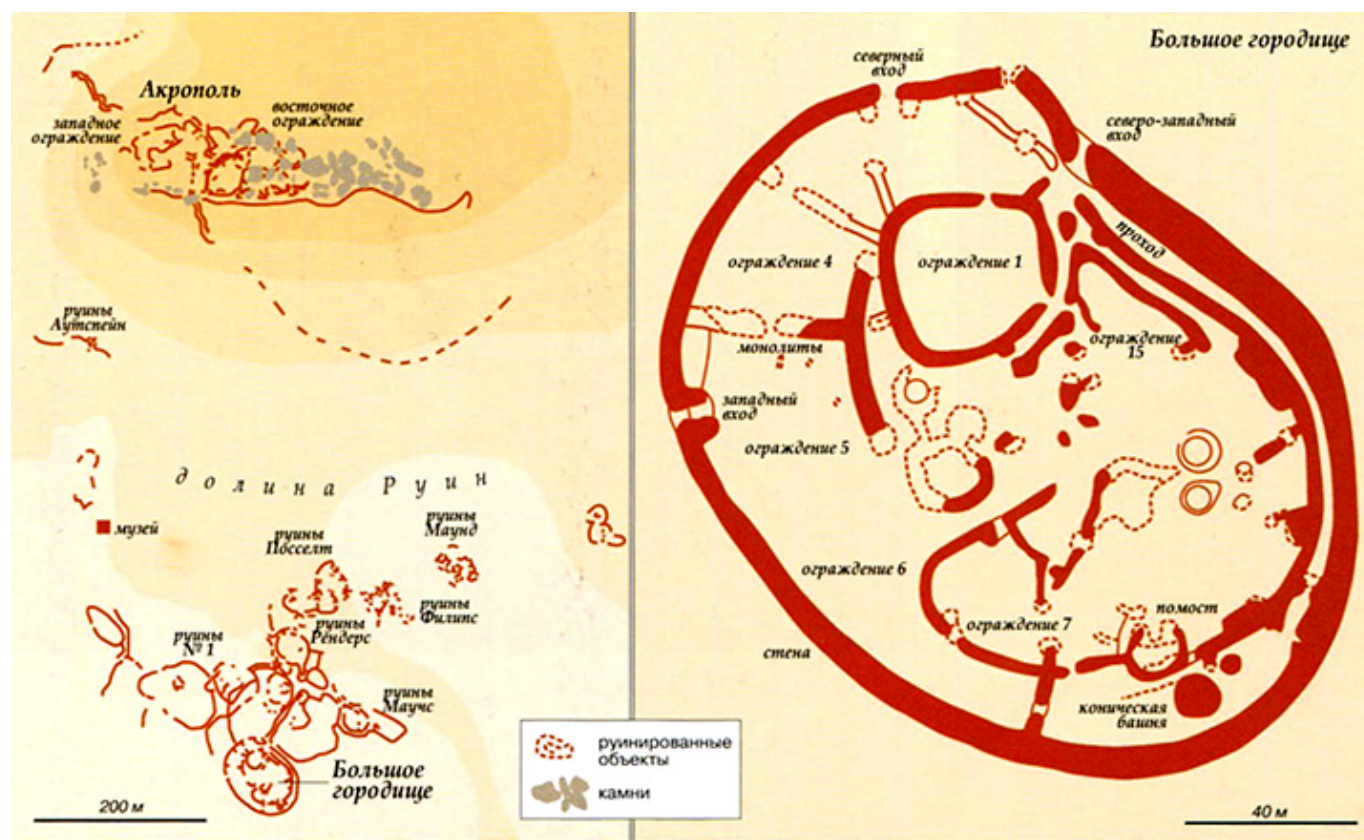 Акрополь
западное
ограждение
восточное
ограждение
руины
Аутспейн
долина Руин
музей
руины
Посселт
руины
Маунд
руины
Филипс
руины
Рендерс
руины
№ 1
руины
Маучс
Большое
городище
200 м
руинированные
объекты
камни
Большое городище
северный
вход
северо-западный
вход
проход
ограждение 4
ограждение 1
ограждение
15
монолиты
западный
вход
ограждение 5
ограждение 6
ограждение 7
помост
стена
коническая
башня
40 м